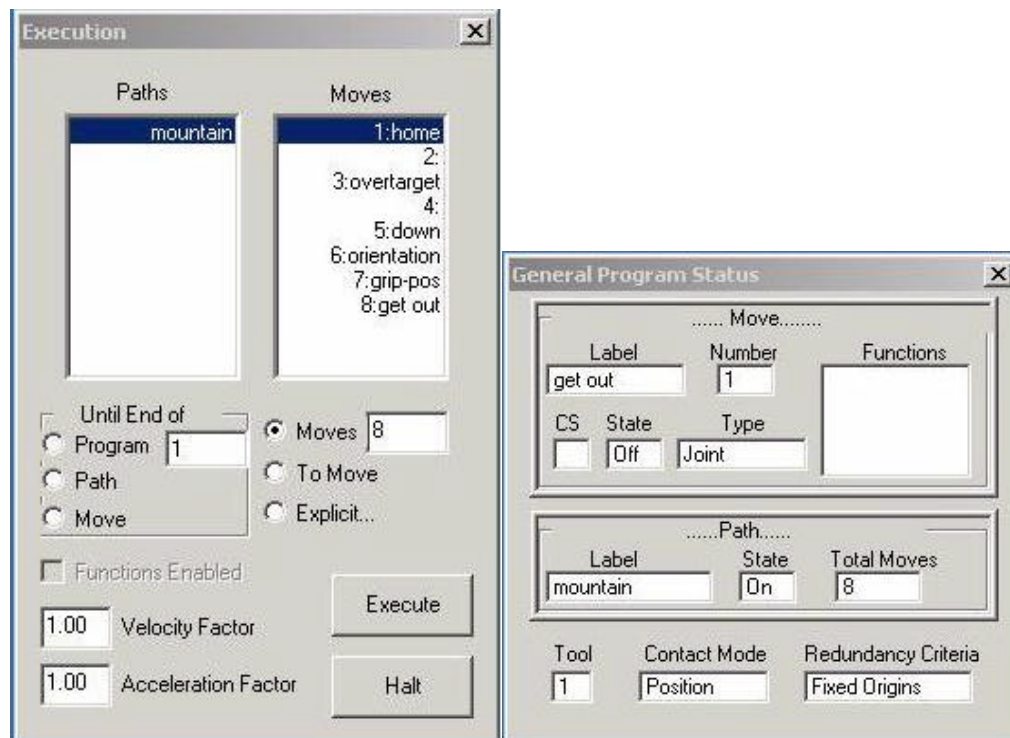 Execution
Paths Moves
mountain
1:home
2:
3:overtarget
4:
5:down
6:orientation
7:grip-pos
8:get out
Until End of
Program 1
Path
Move
Moves 8
To Move
Explicit...
Functions Enabled
1.00 Velocity Factor
1.00 Acceleration Factor
Execute
Halt
General Program Status
...... Move........
Label Number Functions
get out 1
CS State Type
Off Joint
......Path......
Label State Total Moves
mountain On 8
Tool Contact Mode Redundancy Criteria
1 Position Fixed Origins